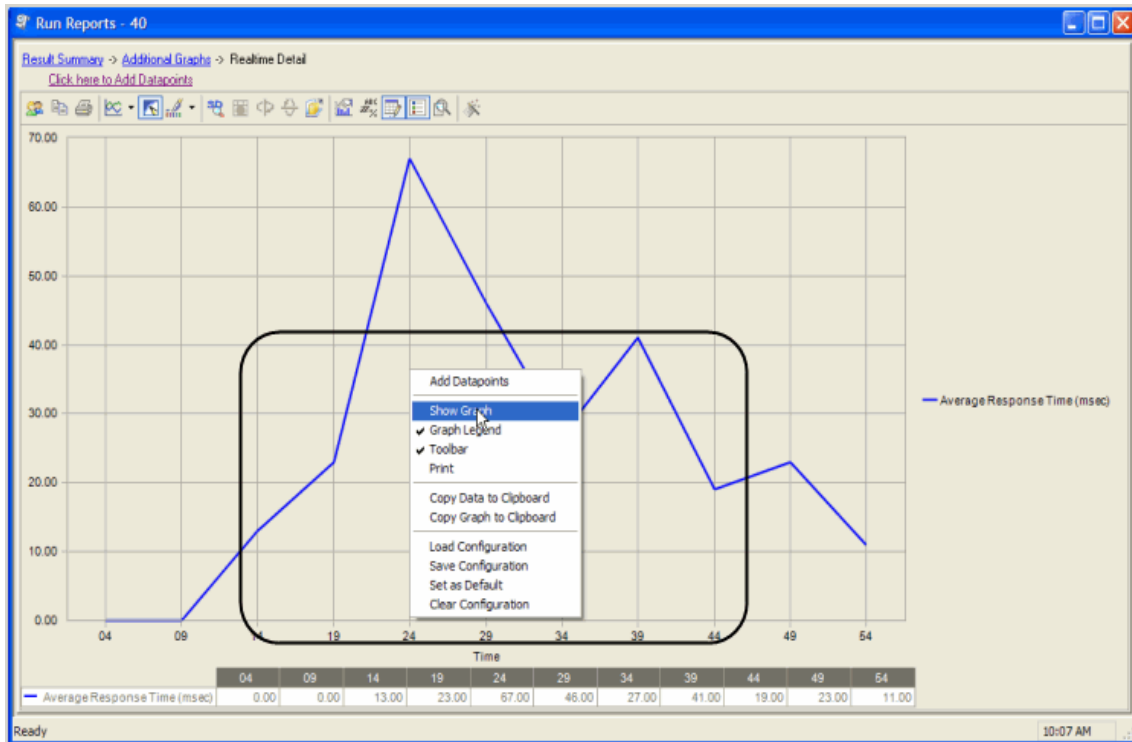 Run Reports - 40
Result Summary -> Additional Graphs -> Realtime Detail
Click here to Add Datapoints
70.00
60.00
50.00
40.00
30.00
20.00
10.00
0.00
Add Datapoints
Show Graph
Graph Legend
Toolbar
Print
Copy Data to Clipboard
Copy Graph to Clipboard
Load Configuration
Save Configuration
Set as Default
Clear Configuration
Average Response Time (msec)
04 09 14 19 24 29 34 39 44 49 54
Time
04 09 14 19 24 29 34 39 44 49 54
Average Response Time (msec) 0.00 0.00 13.00 23.00 67.00 46.00 27.00 41.00 19.00 23.00 11.00
Ready 10:07 AM